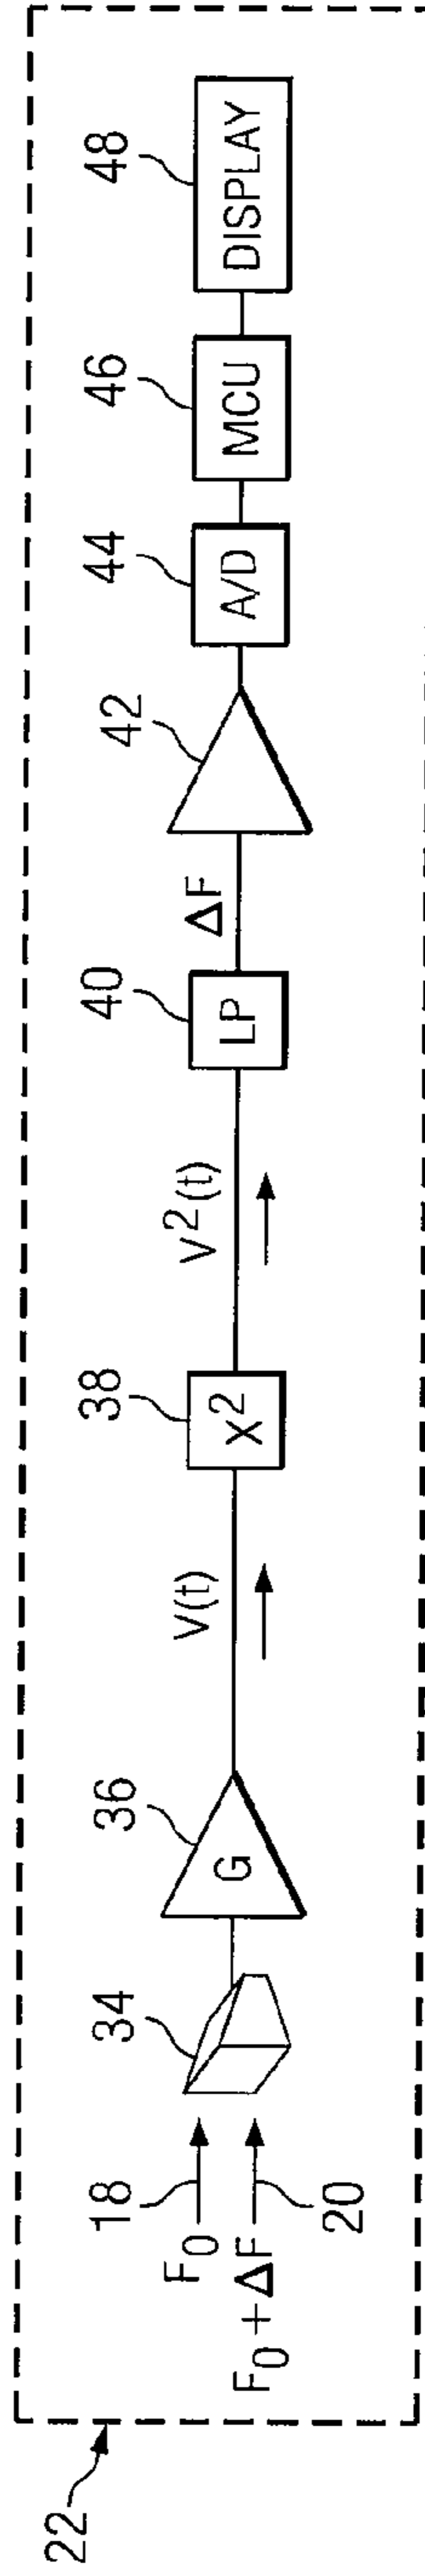 22
18
F0
F0 + ΔF
20
34
36
G
V(t)
38
X²
V²(t)
40
LP
ΔF
42
44
A/D
46
MCU
48
DISPLAY